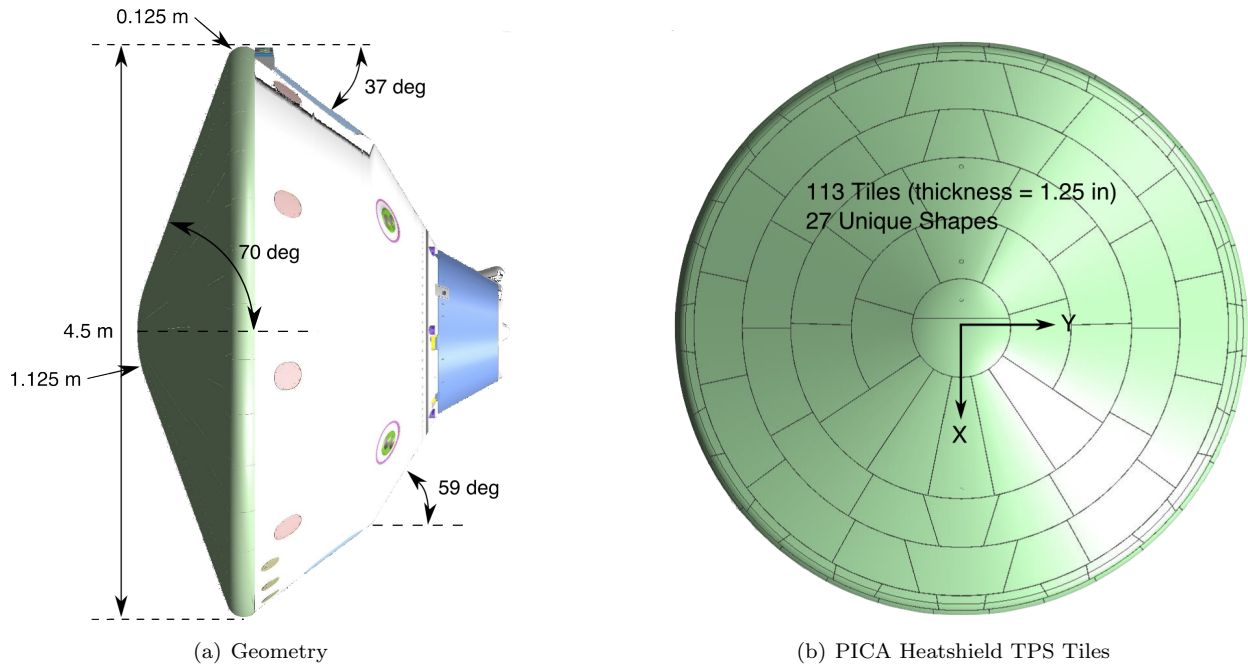 0.125 m
37 deg
70 deg
4.5 m
1.125 m
59 deg
(a) Geometry
113 Tiles (thickness = 1.25 in)
27 Unique Shapes
Y
X
(b) PICA Heatshield TPS Tiles